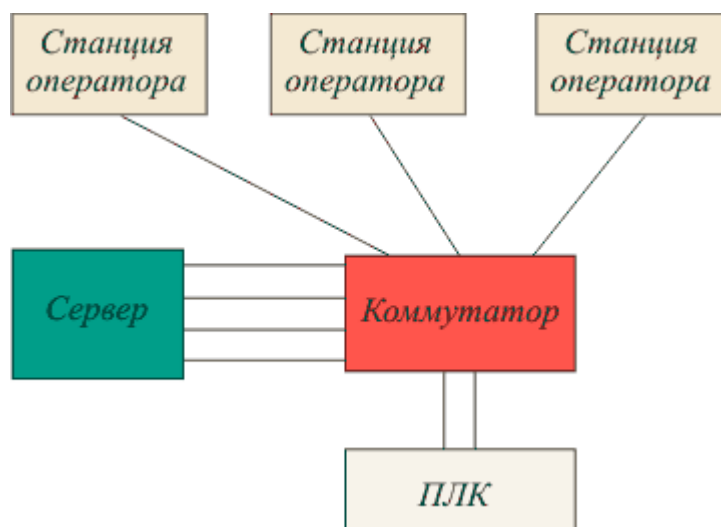 Станция
оператора
Станция
оператора
Станция
оператора
Сервер
Коммутатор
ПЛК